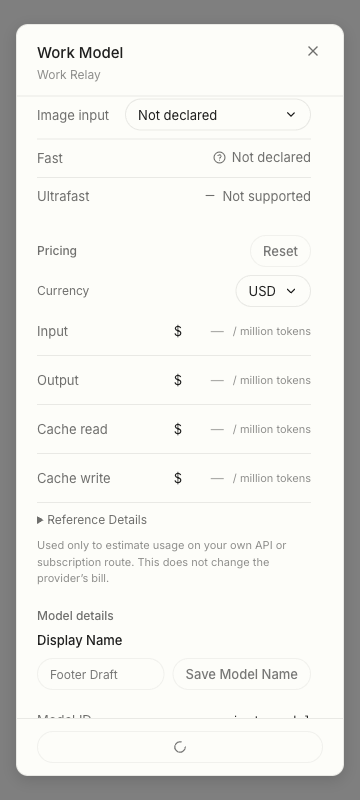 Work Model
Work Relay
Image input Not declared
Fast Not declared
Ultrafast — Not supported
Pricing Reset
Currency USD
Input $ — / million tokens
Output $ — / million tokens
Cache read $ — / million tokens
Cache write $ — / million tokens
Reference Details
Used only to estimate usage on your own API or
subscription route. This does not change the
provider's bill.
Model details
Display Name
Footer Draft Save Model Name
Model ID